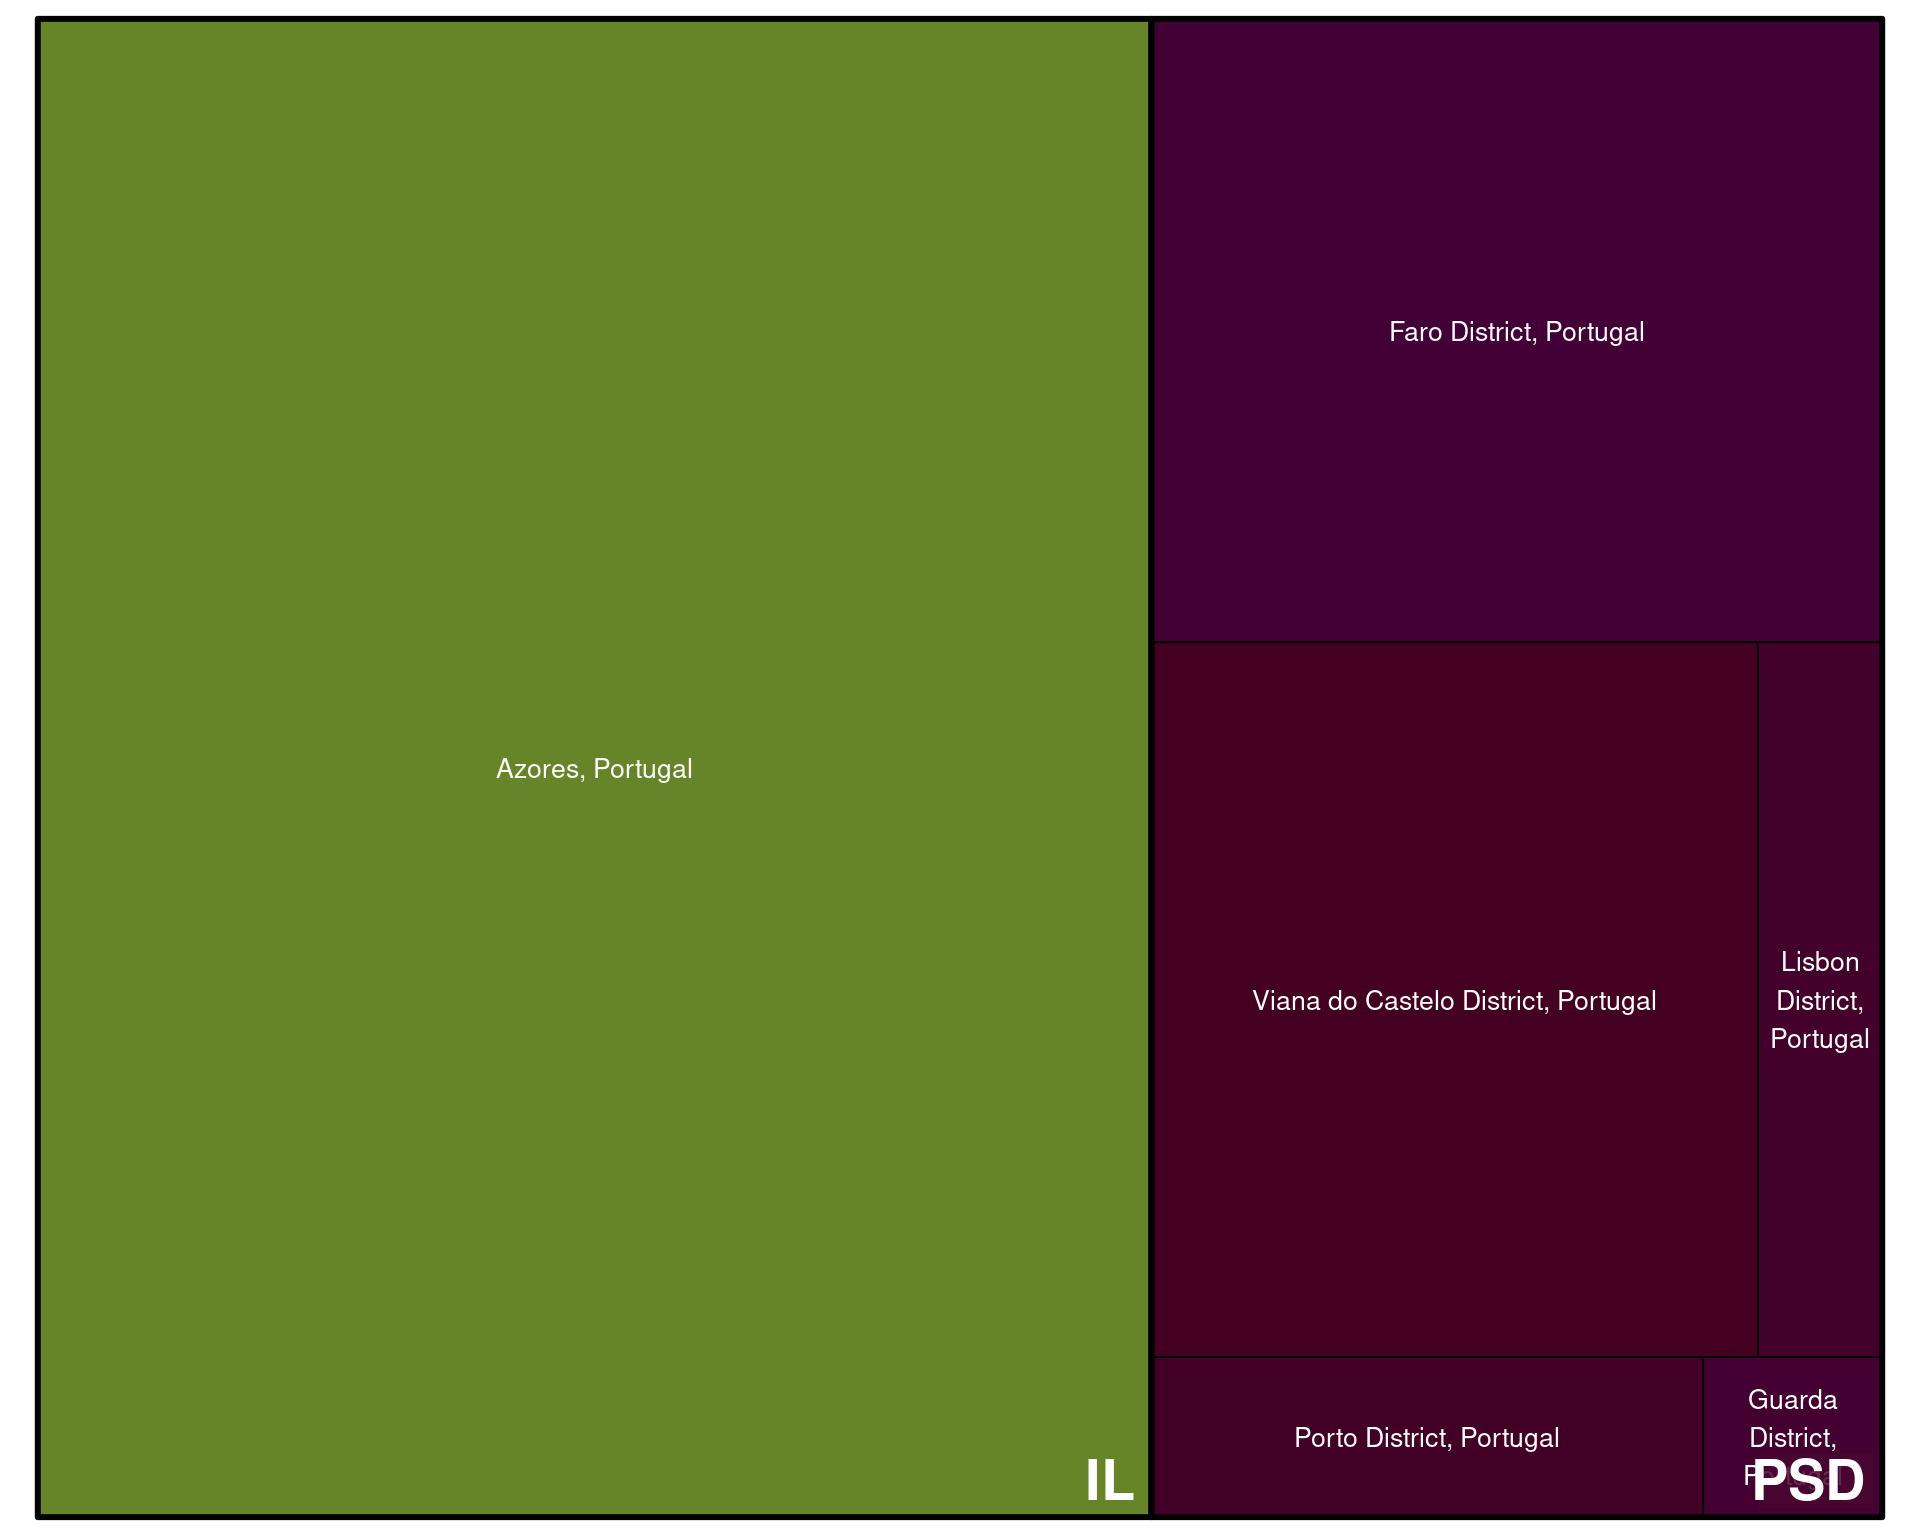 Azores, Portugal
IL
Faro District, Portugal
Viana do Castelo District, Portugal
Lisbon
District,
Portugal
Porto District, Portugal
Guarda
District,
PSD